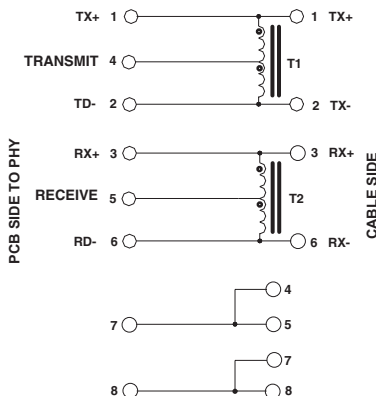 TX+ 1 1 TX+
TRANSMIT 4 T1
TD- 2 2 TX-
RX+ 3 3 RX+
RECEIVE 5 T2
RD- 6 6 RX-
PCB SIDE TO PHY
CABLE SIDE
4
7 5
7
8 8